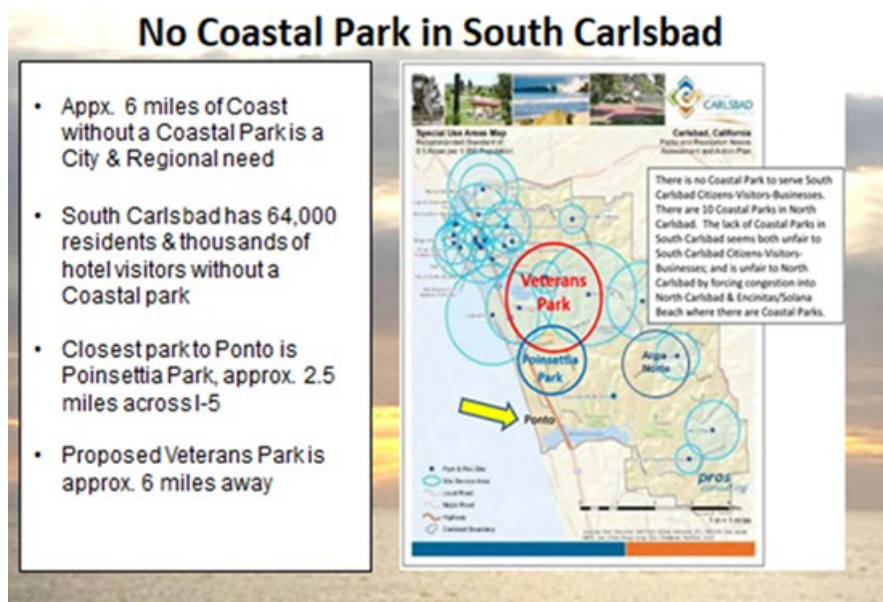 No Coastal Park in South Carlsbad
• Appx. 6 miles of Coast
without a Coastal Park is a
City & Regional need
• South Carlsbad has 64,000
residents & thousands of
hotel visitors without a
Coastal park
• Closest park to Ponto is
Poinsettia Park, approx. 2.5
miles across I-5
• Proposed Veterans Park is
approx. 6 miles away
CARLSBAD
Special Use Areas Map
Recommended Standard of
Carlsbad, California
Parks and Recreation Needs
Assessment and Action Plan
There is no Coastal Park to serve South
Carlsbad Citizens-Visitors-Businesses.
There are 10 Coastal Parks in North
Carlsbad. The lack of Coastal Parks in
South Carlsbad seems both unfair to
South Carlsbad Citizens-Visitors-
Businesses; and is unfair to North
Carlsbad by forcing congestion into
North Carlsbad & Encinitas/Solana
Beach where there are Coastal Parks.
Veterans
Park
Poinsettia
Park
Alga
Norte
Ponto
Site Service Area
Local Road
Major Road
Highway
Carlsbad Boundary
pros
consulting